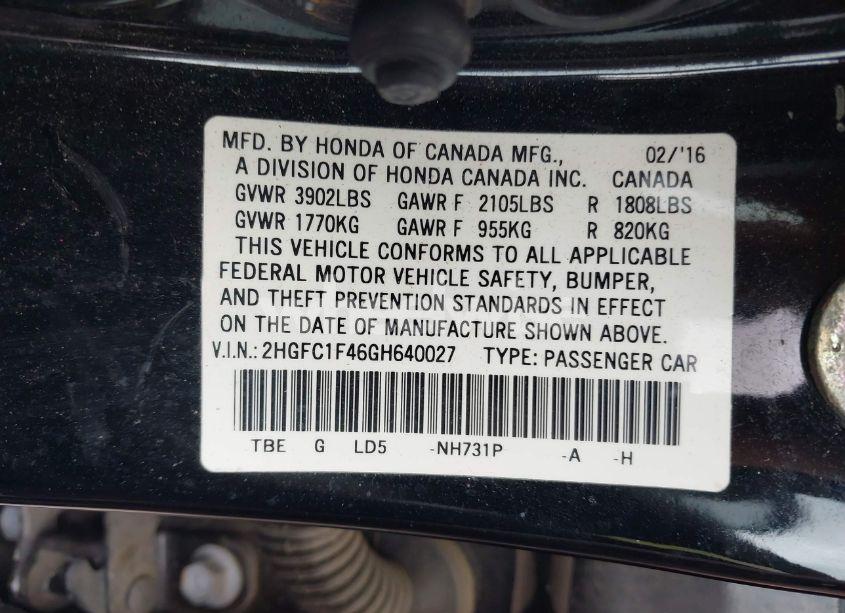 MFD. BY HONDA OF CANADA MFG., 02/'16
A DIVISION OF HONDA CANADA INC. CANADA
GVWR 3902LBS GAWR F 2105LBS R 1808LBS
GVWR 1770KG GAWR F 955KG R 820KG
THIS VEHICLE CONFORMS TO ALL APPLICABLE
FEDERAL MOTOR VEHICLE SAFETY, BUMPER,
AND THEFT PREVENTION STANDARDS IN EFFECT
ON THE DATE OF MANUFACTURE SHOWN ABOVE.
V.I.N.: 2HGFC1F46GH640027 TYPE: PASSENGER CAR
TBE G LD5 -NH731P -A -H